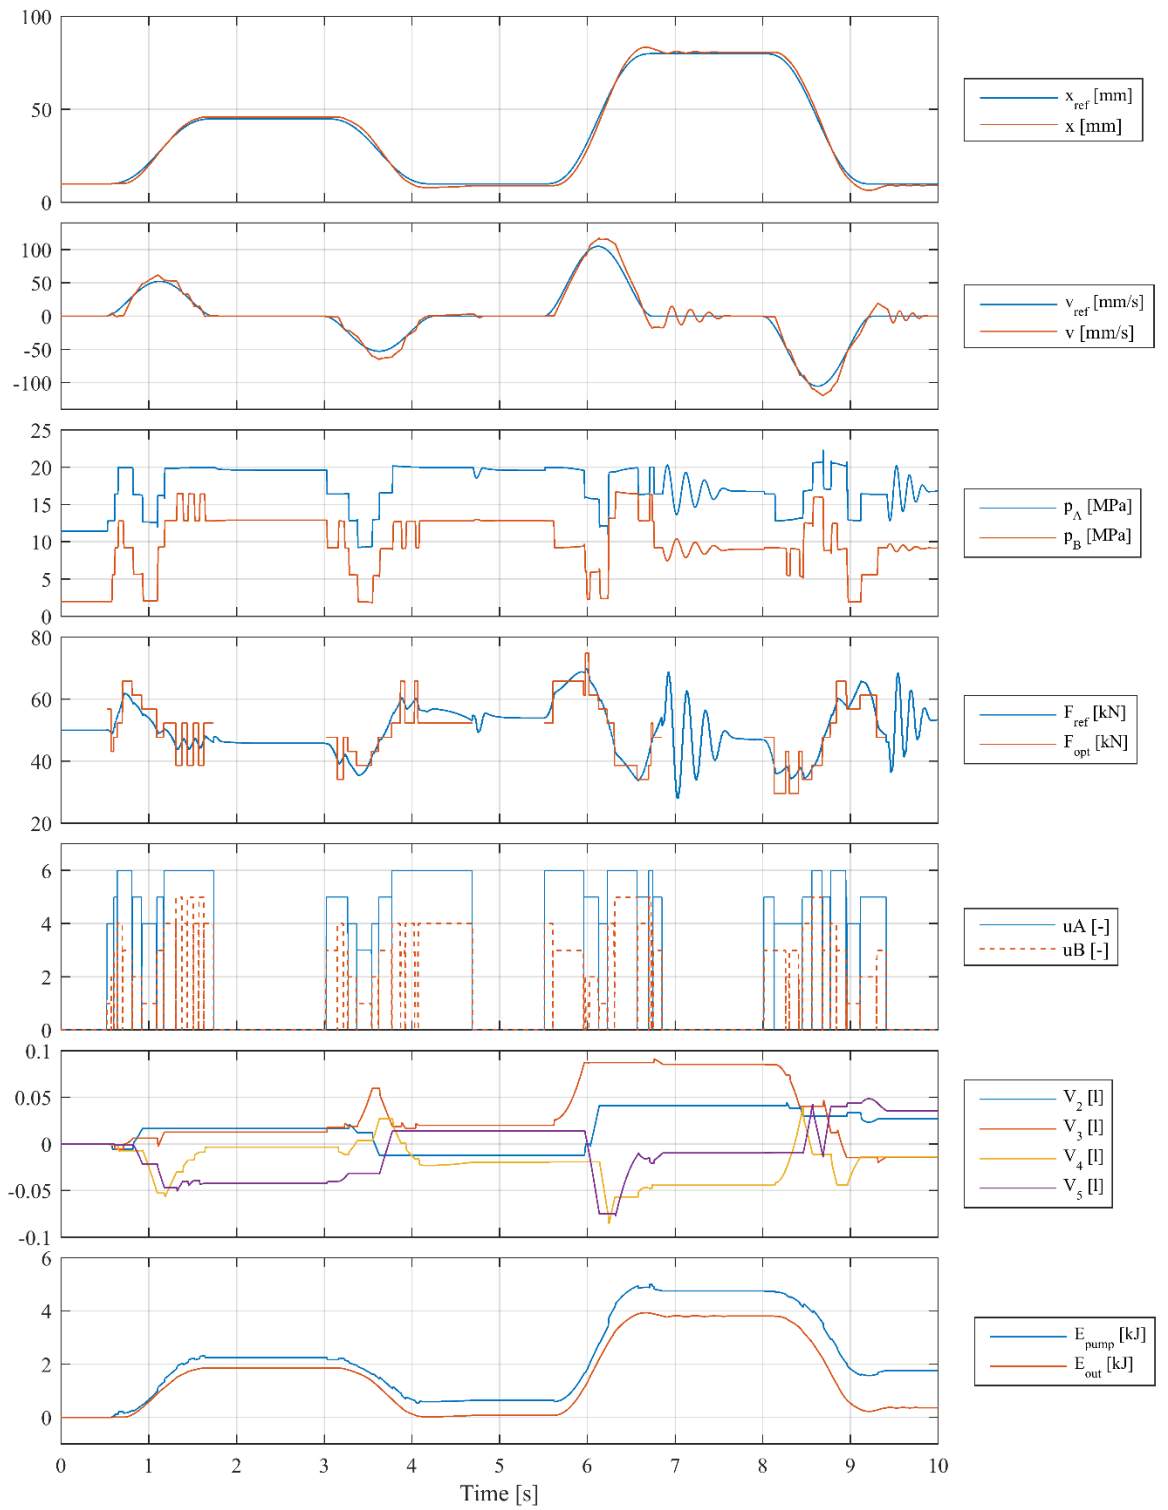 100
50
0
x_ref [mm]
x [mm]
100
50
0
-50
-100
v_ref [mm/s]
v [mm/s]
25
20
15
10
5
0
p_A [MPa]
p_B [MPa]
80
60
40
20
F_ref [kN]
F_opt [kN]
6
4
2
0
uA [-]
uB [-]
0.1
0.05
0
-0.05
-0.1
V_2 [l]
V_3 [l]
V_4 [l]
V_5 [l]
6
4
2
0
E_pump [kJ]
E_out [kJ]
0 1 2 3 4 5 6 7 8 9 10
Time [s]